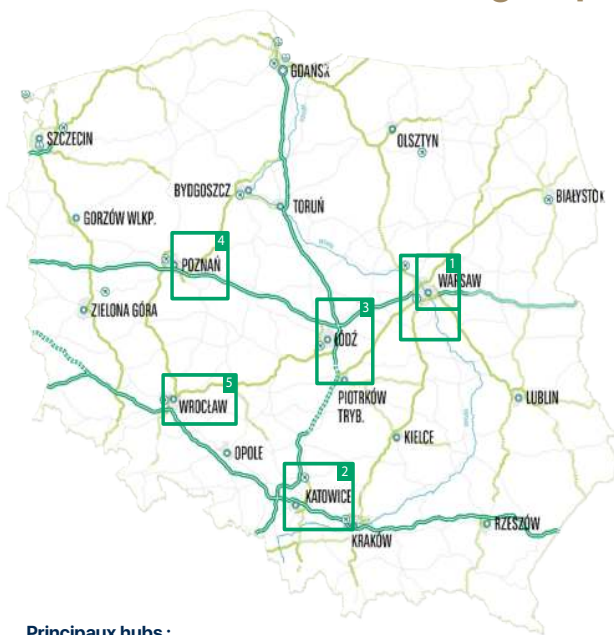 GDAŃSK
SZCZECIN
OLSZTYN
BYDGOSZCZ
BIAŁYSTOK
TORUŃ
GORZÓW WLKP.
4
POZNAŃ
1
WARSAW
ZIELONA GÓRA
3
ŁÓDŹ
5
WROCŁAW
PIOTRKÓW
TRYB.
LUBLIN
KIELCE
OPOLE
2
KATOWICE
KRAKÓW
RZESZÓW
Principaux hubs :